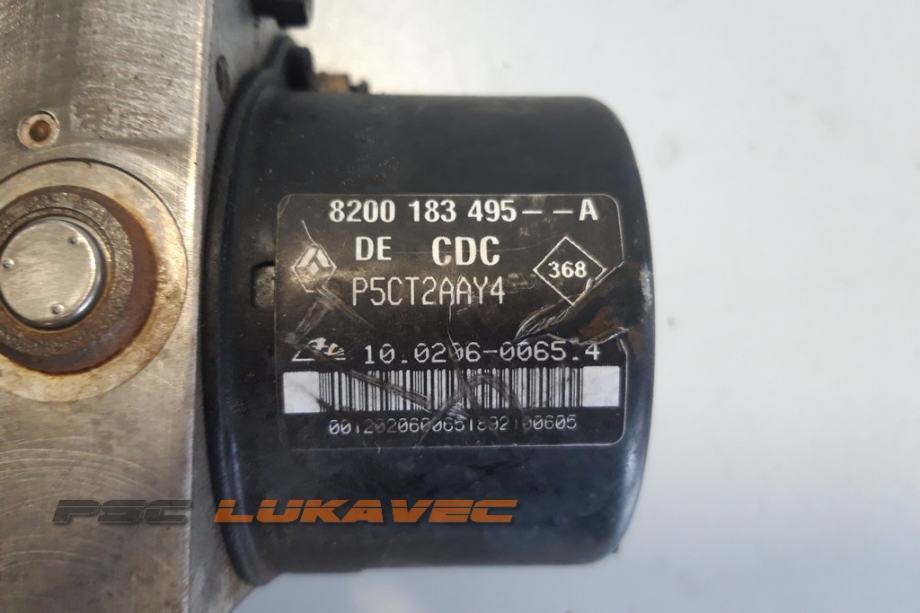 8200 183 495--A
DE CDC
368
P5CT2AAY4
10.0206-0065.4
PSC LUKAVEC